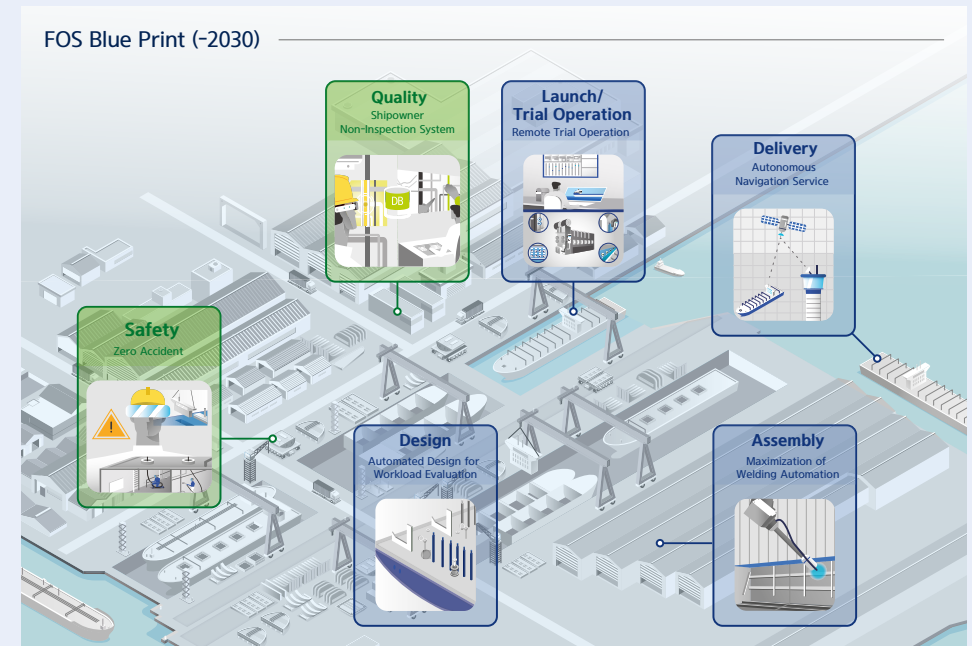 FOS Blue Print (-2030)
Quality
Shipowner
Non-Inspection System
DB
Launch/
Trial Operation
Remote Trial Operation
Delivery
Autonomous
Navigation Service
Safety
Zero Accident
!
Design
Automated Design for
Workload Evaluation
Assembly
Maximization of
Welding Automation